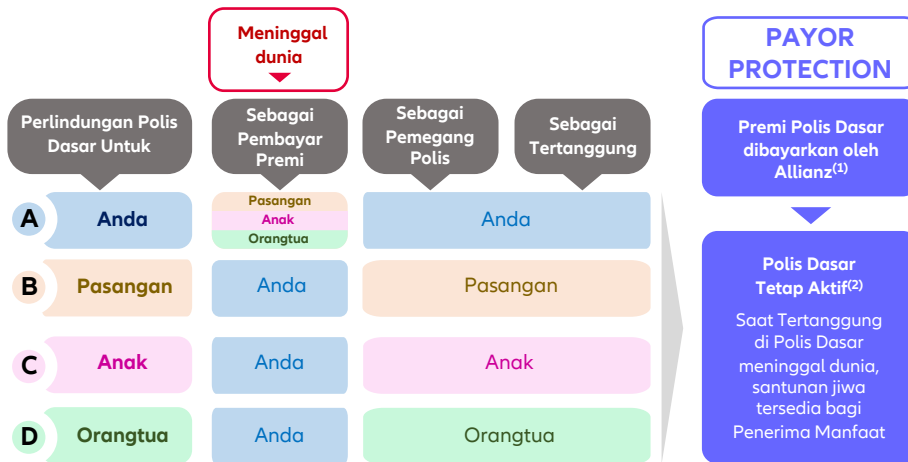 Meninggal
dunia
PAYOR
PROTECTION
Perlindungan Polis
Dasar Untuk
Sebagai
Pembayar
Premi
Sebagai
Pemegang
Polis
Sebagai
Tertanggung
Premi Polis Dasar
dibayarkan oleh
Allianz(1)
A
Anda
Pasangan
Anak
Orangtua
Anda
B
Pasangan
Anda
Pasangan
C
Anak
Anda
Anak
D
Orangtua
Anda
Orangtua
Polis Dasar
Tetap Aktif(2)
Saat Tertanggung
di Polis Dasar
meninggal dunia,
santunan jiwa
tersedia bagi
Penerima Manfaat